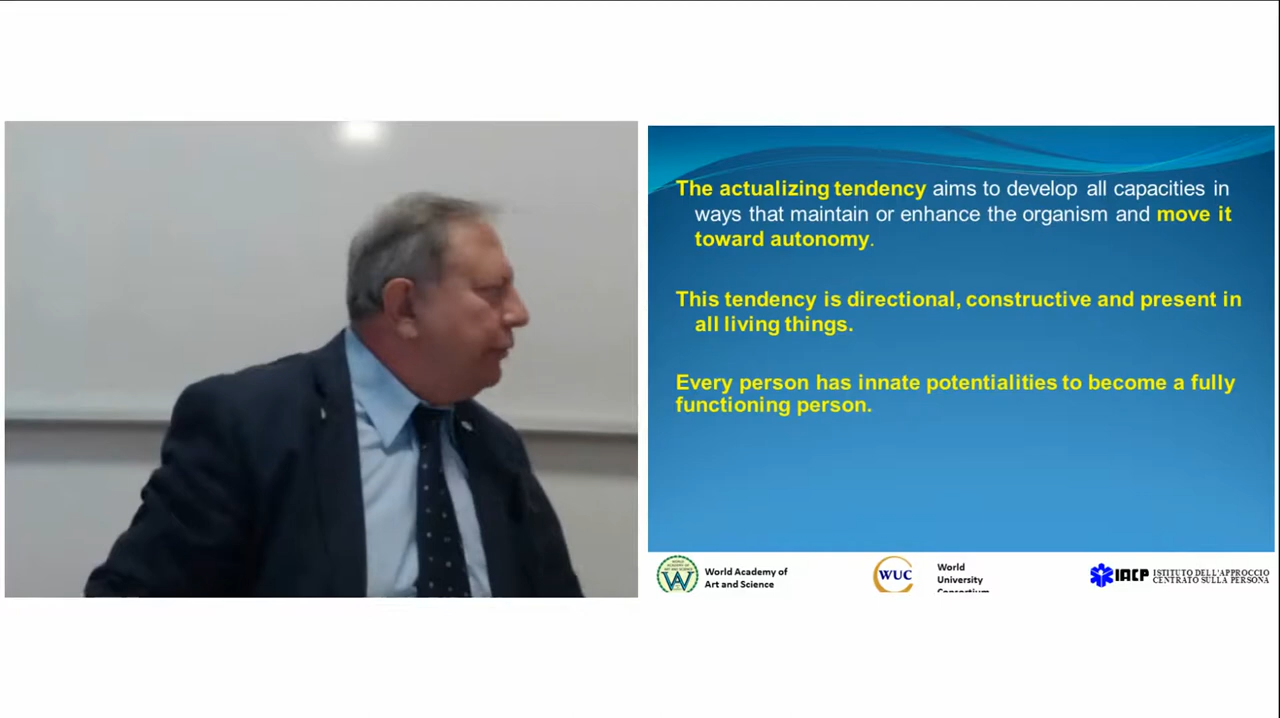 The actualizing tendency aims to develop all capacities in
ways that maintain or enhance the organism and move it
toward autonomy.
This tendency is directional, constructive and present in
all living things.
Every person has innate potentialities to become a fully
functioning person.
World Academy of
Art and Science
WUC
World
University
Consortium
IACP ISTITUTO DELL'APPROCCIO
CENTRATO SULLA PERSONA